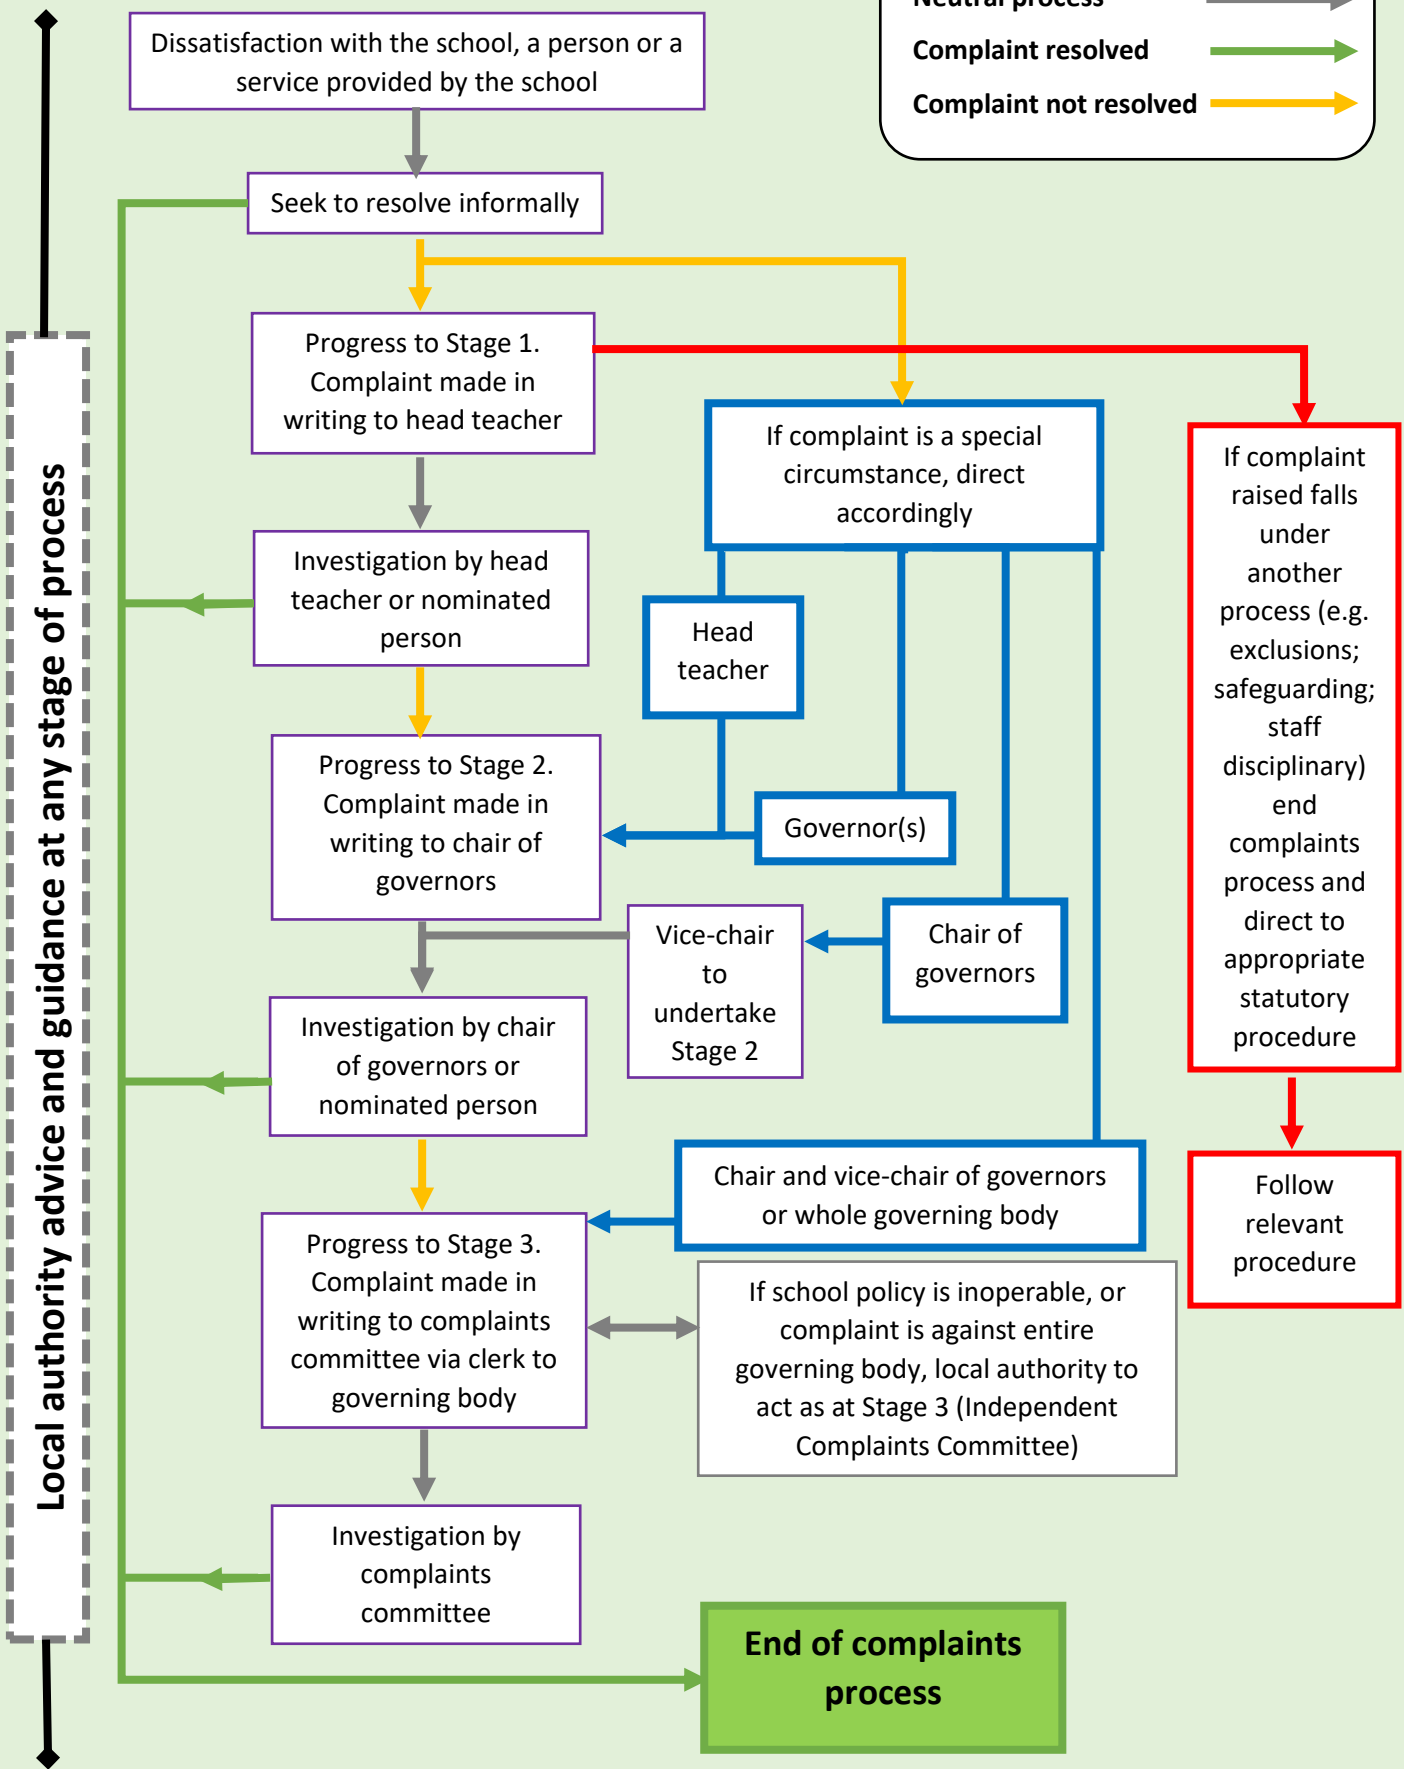 Neutral process
Complaint resolved
Complaint not resolved
Dissatisfaction with the school, a person or a
service provided by the school
Seek to resolve informally
Progress to Stage 1.
Complaint made in
writing to head teacher
If complaint is a special
circumstance, direct
accordingly
If complaint
raised falls
under
another
process (e.g.
exclusions;
safeguarding;
staff
disciplinary)
end
complaints
process and
direct to
appropriate
statutory
procedure
Investigation by head
teacher or nominated
person
Head
teacher
Progress to Stage 2.
Complaint made in
writing to chair of
governors
Governor(s)
Vice-chair
to
undertake
Stage 2
Chair of
governors
Investigation by chair
of governors or
nominated person
Chair and vice-chair of governors
or whole governing body
Follow
relevant
procedure
Progress to Stage 3.
Complaint made in
writing to complaints
committee via clerk to
governing body
If school policy is inoperable, or
complaint is against entire
governing body, local authority to
act as at Stage 3 (Independent
Complaints Committee)
Investigation by
complaints
committee
End of complaints
process
Local authority advice and guidance at any stage of process